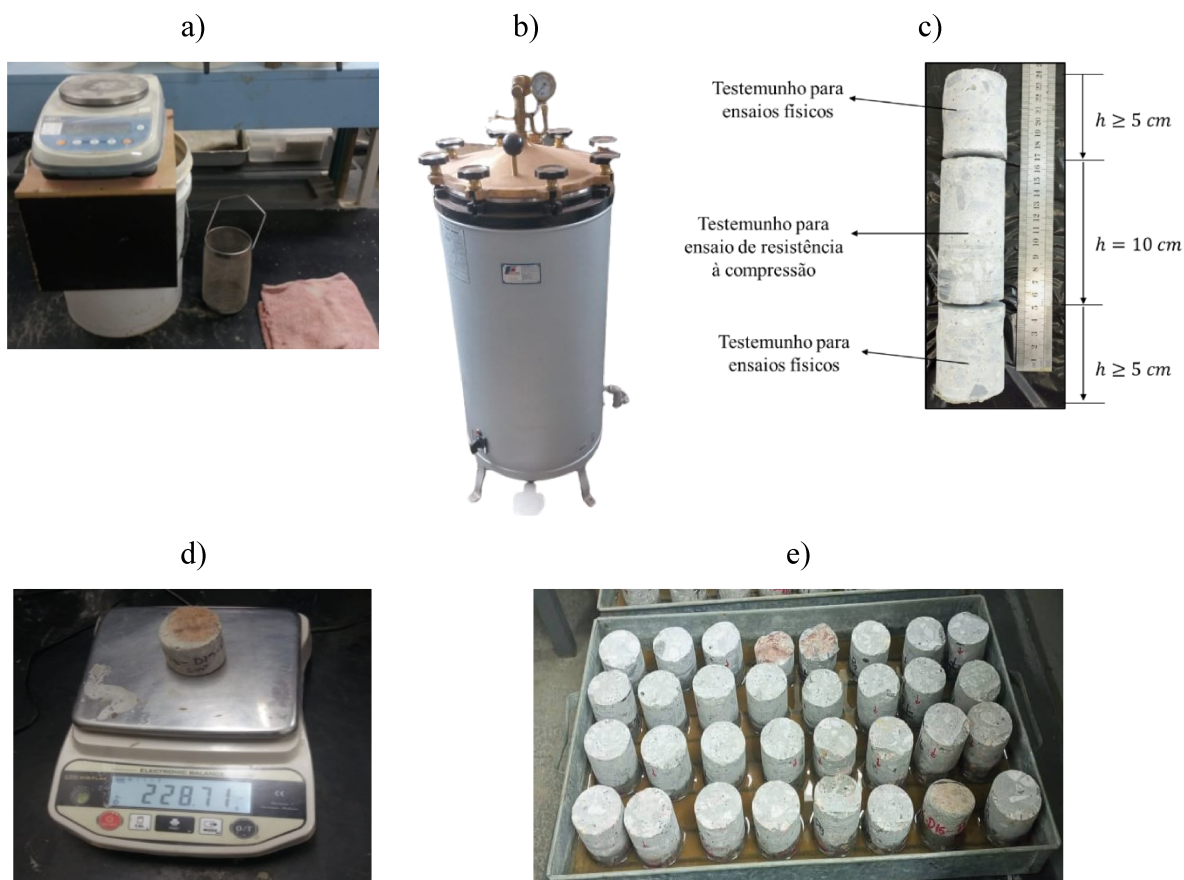 a)
b)
c)
Testemunho para
ensaios físicos
h ≥ 5 cm
Testemunho para
ensaio de resistência
à compressão
h = 10 cm
Testemunho para
ensaios físicos
h ≥ 5 cm
d)
e)
ELECTRONIC BALANCE
228.7
O/T